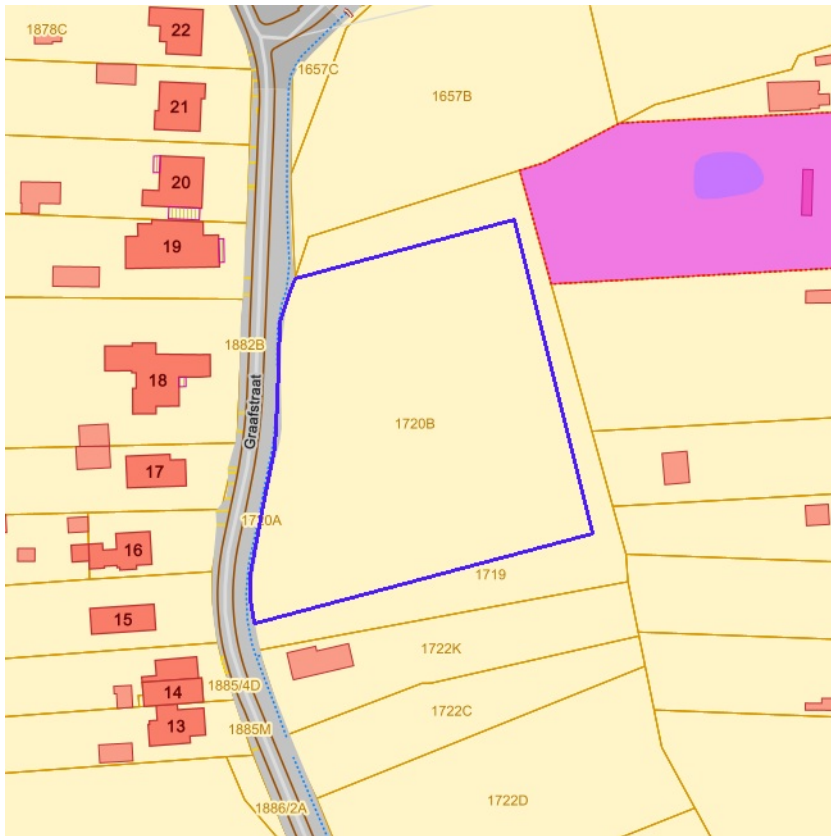 1878C
22
1657C
21
1657B
20
19
1882B
18
Graafstraat
1720B
17
1720A
16
1719
15
1722K
1885/4D
14
1722C
1885M
13
1722D
1886/2A